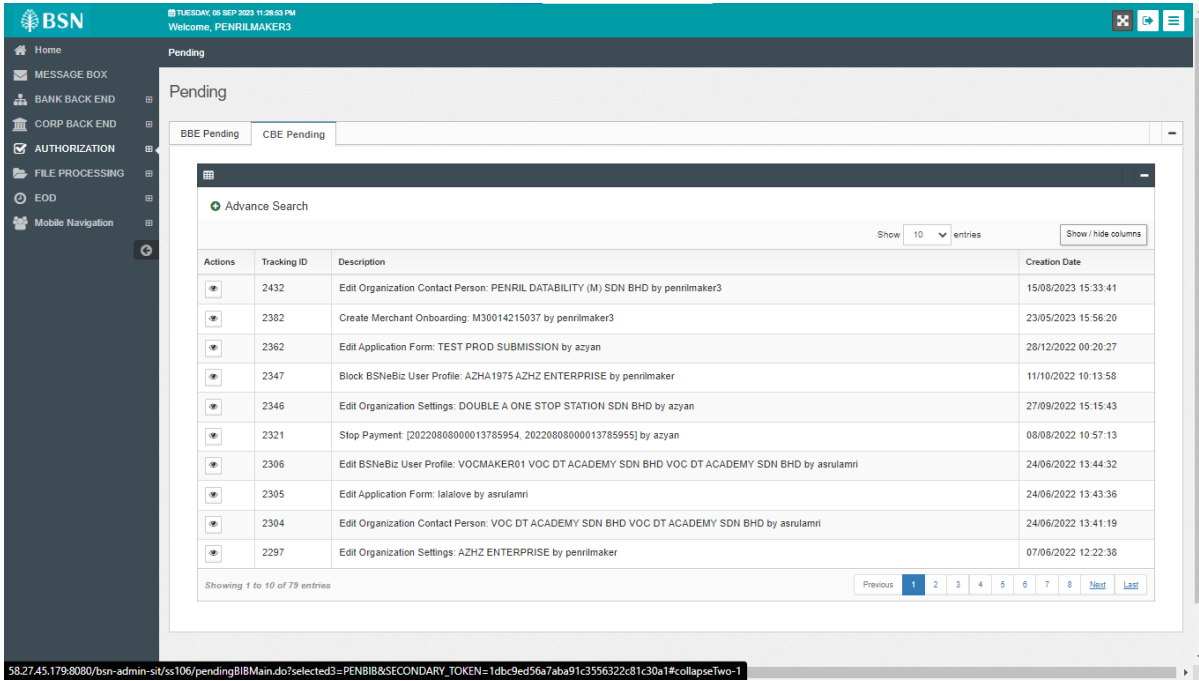 BSN
TUESDAY, 05 SEP 2023 11:28:53 PM
Welcome, PENRILMAKER3
Home
MESSAGE BOX
BANK BACK END
CORP BACK END
AUTHORIZATION
FILE PROCESSING
EOD
Mobile Navigation
Pending
Pending
BBE Pending CBE Pending
Advance Search
Show 10 entries Show / hide columns
Actions Tracking ID Description Creation Date
2432 Edit Organization Contact Person: PENRIL DATABILITY (M) SDN BHD by penrilmaker3 15/08/2023 15:33:41
2382 Create Merchant Onboarding: M30014215037 by penrilmaker3 23/05/2023 15:56:20
2362 Edit Application Form: TEST PROD SUBMISSION by azyan 28/12/2022 00:20:27
2347 Block BSNeBiz User Profile: AZHA1975 AZHZ ENTERPRISE by penrilmaker 11/10/2022 10:13:58
2346 Edit Organization Settings: DOUBLE A ONE STOP STATION SDN BHD by azyan 27/09/2022 15:15:43
2321 Stop Payment: [20220808000013785954, 20220808000013785955] by azyan 08/08/2022 10:57:13
2306 Edit BSNeBiz User Profile: VOCMAKER01 VOC DT ACADEMY SDN BHD VOC DT ACADEMY SDN BHD by asrulamri 24/06/2022 13:44:32
2305 Edit Application Form: lalalove by asrulamri 24/06/2022 13:43:36
2304 Edit Organization Contact Person: VOC DT ACADEMY SDN BHD VOC DT ACADEMY SDN BHD by asrulamri 24/06/2022 13:41:19
2297 Edit Organization Settings: AZHZ ENTERPRISE by penrilmaker 07/06/2022 12:22:38
Showing 1 to 10 of 79 entries Previous 1 2 3 4 5 6 7 8 Next Last
58.27.45.179:8080/bsn-admin-sit/ss106/pendingBIBMain.do?selected3=PENBIB&SECONDARY_TOKEN=1dbc9ed56a7aba91c3556322c81c30a1#collapseTwo-1